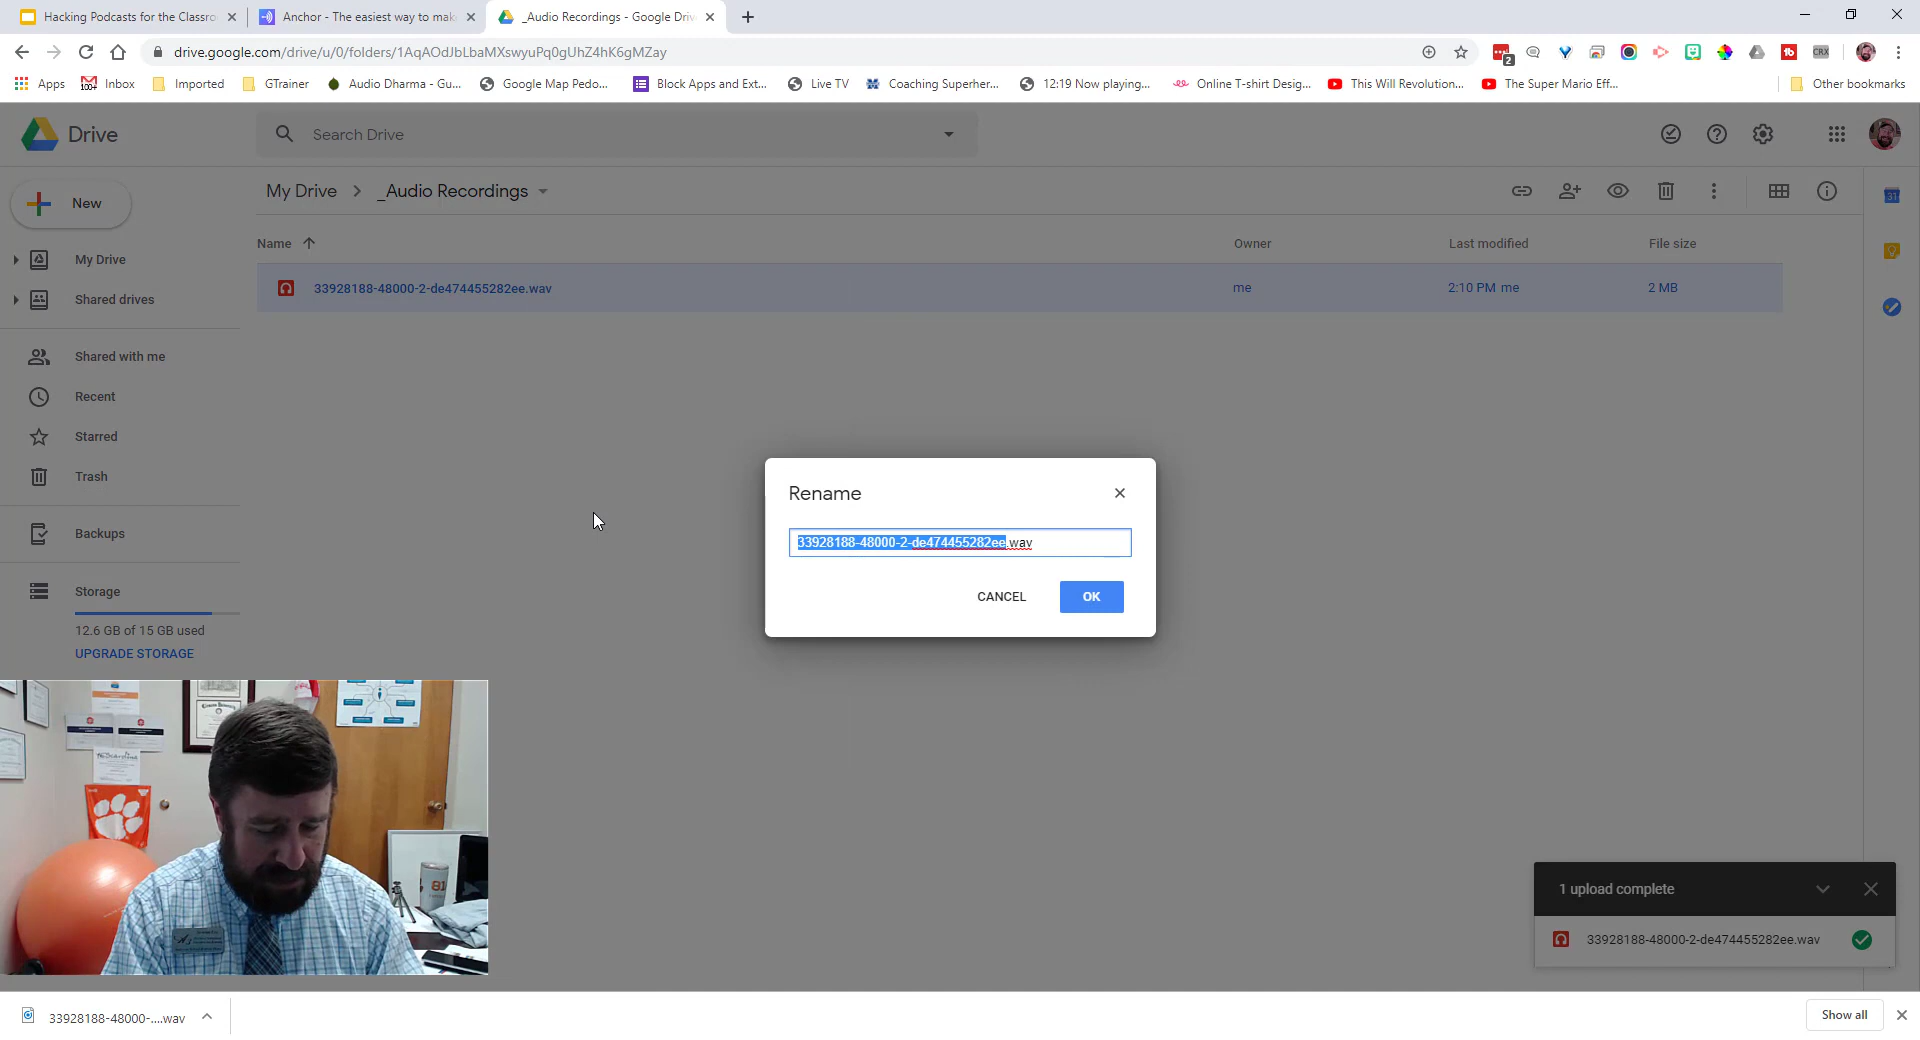 Hacking Podcasts for the Classro
Anchor - The easiest way to mak
_Audio Recordings - Google Driv
drive.google.com/drive/u/0/folders/1AqAOdJbLbaMXswyuPq0gUhZ4hK6gMZay
2
CRX
Apps
100+
Inbox
Imported
GTrainer
Audio Dharma - Gu...
Google Map Pedo...
Block Apps and Ext...
Live TV
Coaching Superher...
12:19 Now playing,...
Online T-shirt Desig...
This Will Revolution...
The Super Mario Eff...
Other bookmarks
Drive
Search Drive
New
My Drive
_Audio Recordings
31
Name
Owner
Last modified
File size
My Drive
33928188-48000-2-de474455282ee.wav
me
2:10 PM me
2 MB
Shared drives
Shared with me
Recent
Starred
Trash
Backups
Storage
12.6 GB of 15 GB used
UPGRADE STORAGE
Rename
33928188-48000-2-de474455282ee.wav
CANCEL
OK
81
1 upload complete
33928188-48000-2-de474455282ee.wav
33928188-48000-....wav
Show all